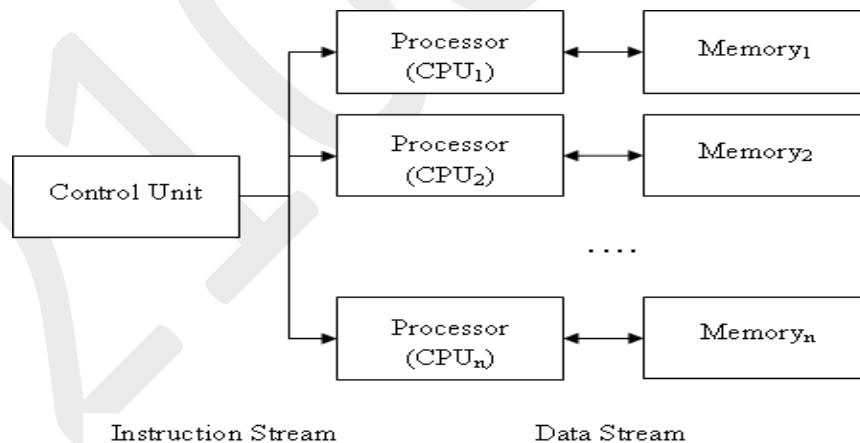 Processor
(CPU₁)
Memory₁
Processor
(CPU₂)
Memory₂
Control Unit
....
Processor
(CPUₙ)
Memoryₙ
Instruction Stream
Data Stream